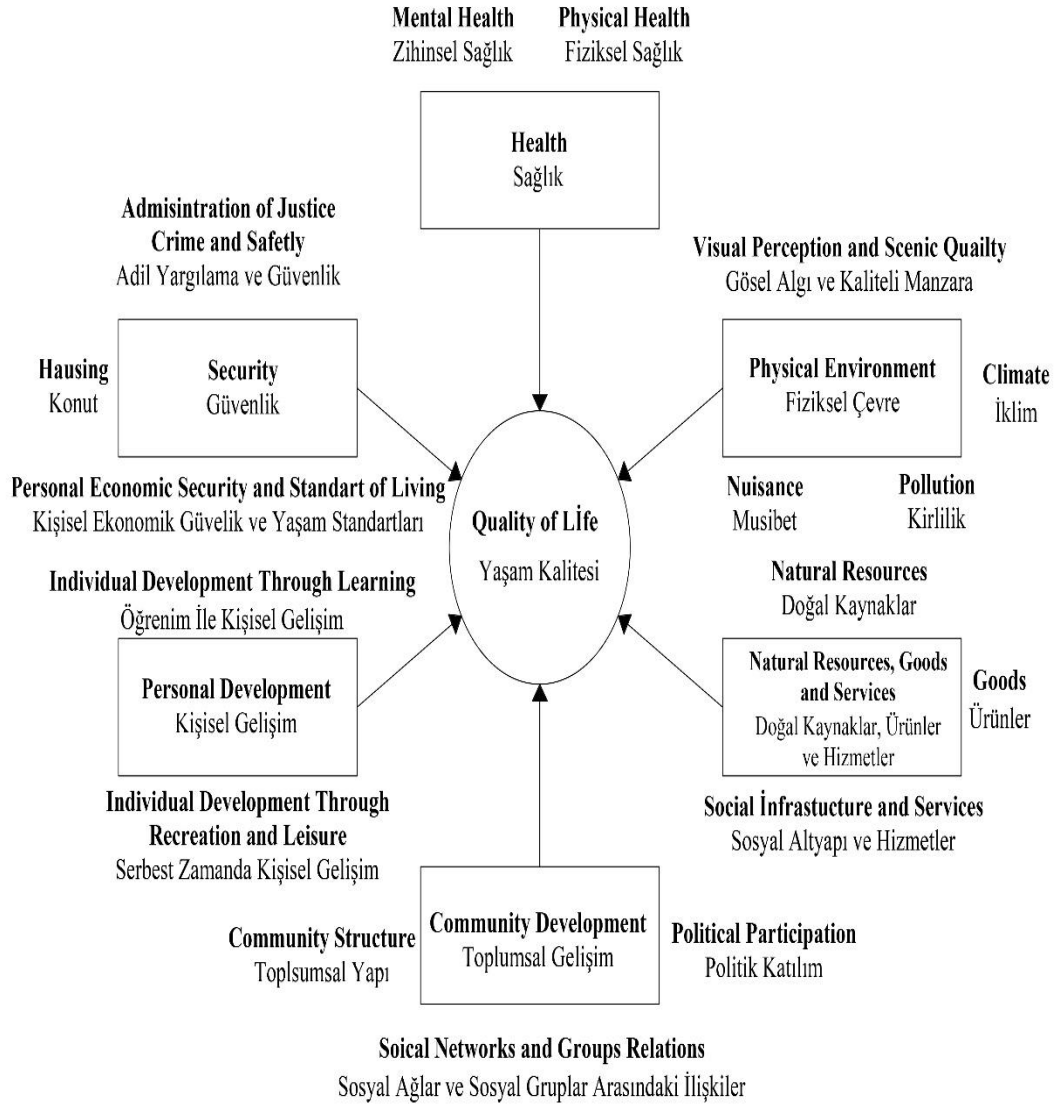 Mental Health
Zihinsel Sağlık
Physical Health
Fiziksel Sağlık
Health
Sağlık
Admisintration of Justice
Crime and Safetly
Adil Yargılama ve Güvenlik
Visual Perception and Scenic Quailty
Gösel Algı ve Kaliteli Manzara
Hausing
Konut
Security
Güvenlik
Physical Environment
Fiziksel Çevre
Climate
İklim
Personal Economic Security and Standart of Living
Kişisel Ekonomik Güvelik ve Yaşam Standartları
Nuisance
Musibet
Pollution
Kirlilik
Quality of Lİfe
Yaşam Kalitesi
Individual Development Through Learning
Öğrenim İle Kişisel Gelişim
Natural Resources
Doğal Kaynaklar
Personal Development
Kişisel Gelişim
Natural Resources, Goods
and Services
Doğal Kaynaklar, Ürünler
ve Hizmetler
Goods
Ürünler
Individual Development Through
Recreation and Leisure
Serbest Zamanda Kişisel Gelişim
Social İnfrastucture and Services
Sosyal Altyapı ve Hizmetler
Community Structure
Toplsumsal Yapı
Community Development
Toplumsal Gelişim
Political Participation
Politik Katılım
Soical Networks and Groups Relations
Sosyal Ağlar ve Sosyal Gruplar Arasındaki İlişkiler